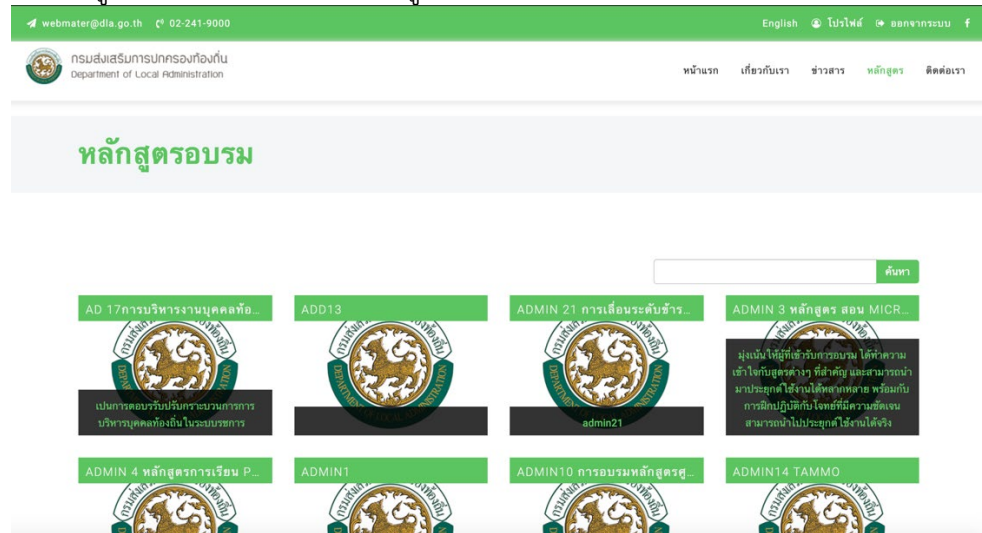 webmater@dla.go.th 02-241-9000 English โปรไฟล์ ออกจากระบบ f
กรมส่งเสริมการปกครองท้องถิ่น
Department of Local Administration
หน้าแรก เกี่ยวกับเรา ข่าวสาร หลักสูตร ติดต่อเรา
หลักสูตรอบรม
ค้นหา
AD 17การบริหารงานบุคคลท้อ... ADD13 ADMIN 21 การเลื่อนระดับข้าร... ADMIN 3 หลักสูตร สอน MICR...
มุ่งเน้นให้ผู้ที่เข้ารับการอบรม ได้ทำความ
เข้าใจกับสูตรต่างๆ ที่สำคัญ และสามารถนำ
มาประยุกต์ใช้งานได้หลากหลาย พร้อมกับ
การฝึกปฏิบัติกับโจทย์ที่มีความชัดเจน
สามารถนำไปประยุกต์ใช้งานได้จริง
เป็นการตอบรรับปรับกระาะบวนการการ
บริหารบุคคลท้องถิ่นในระบบรชการ
admin21
ADMIN 4 หลักสูตรการเรียน P... ADMIN1 ADMIN10 การอบรมหลักสูตรศู... ADMIN14 TAMMO